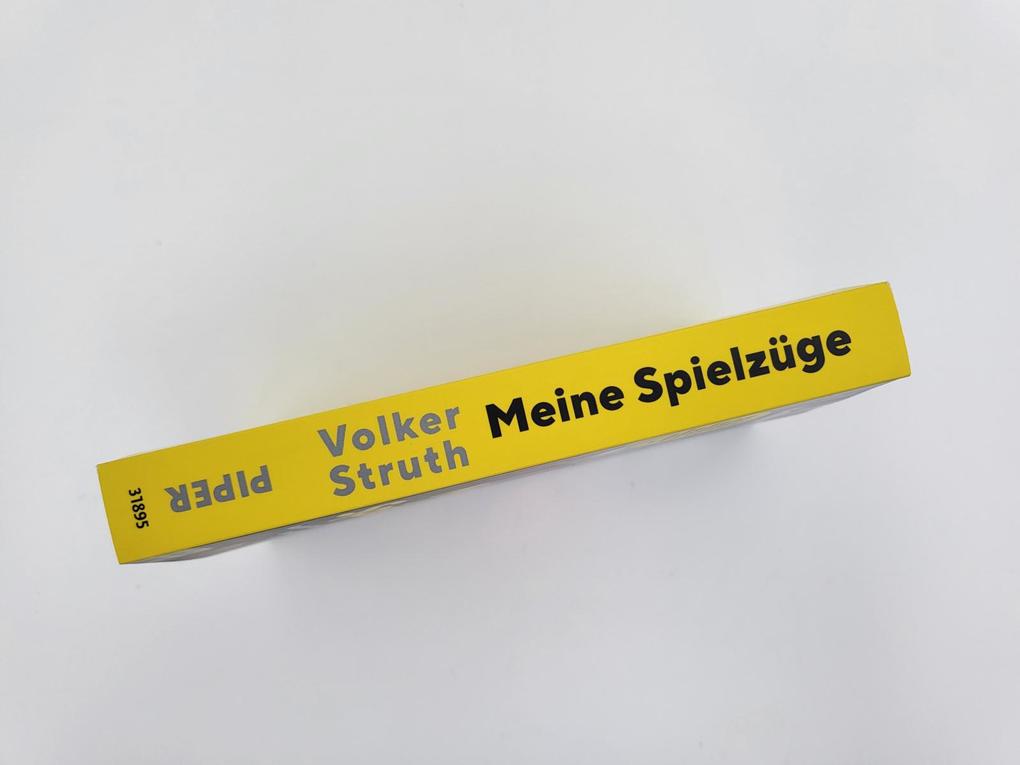 31895
PIPER
Volker
Struth
Meine Spielzüge